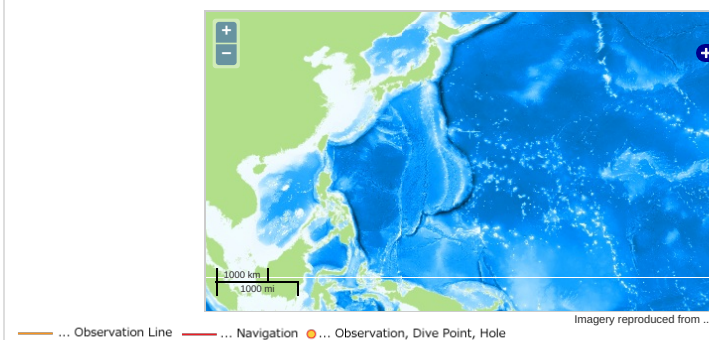 +
−
+
1000 km
1000 mi
Imagery reproduced from ..
... Observation Line ... Navigation ... Observation, Dive Point, Hole